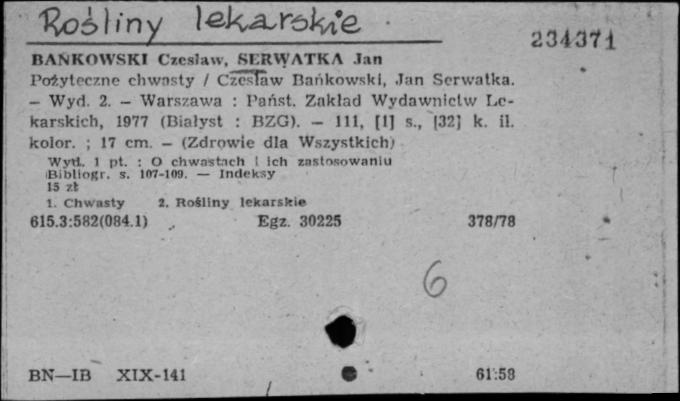 Rośliny lekarskie
234371
BAŃKOWSKI Czesław, SERWATKA Jan
Pożyteczne chwasty / Czesław Bańkowski, Jan Serwatka.
— Wyd. 2. — Warszawa : Państ. Zakład Wydawnictw Le-
karskich, 1977 (Białyst : BZG). — 111, [1] s., [32] k. il.
kolor. ; 17 cm. — (Zdrowie dla Wszystkich)
Wyd. 1 pt. : O chwastach i ich zastosowaniu
Bibliogr. s. 107-109. — Indeksy
15 zł
1. Chwasty 2. Rośliny lekarskie
615.3:582(084.1) Egz. 30225 378/78
6
BN—IB XIX-141 61:58